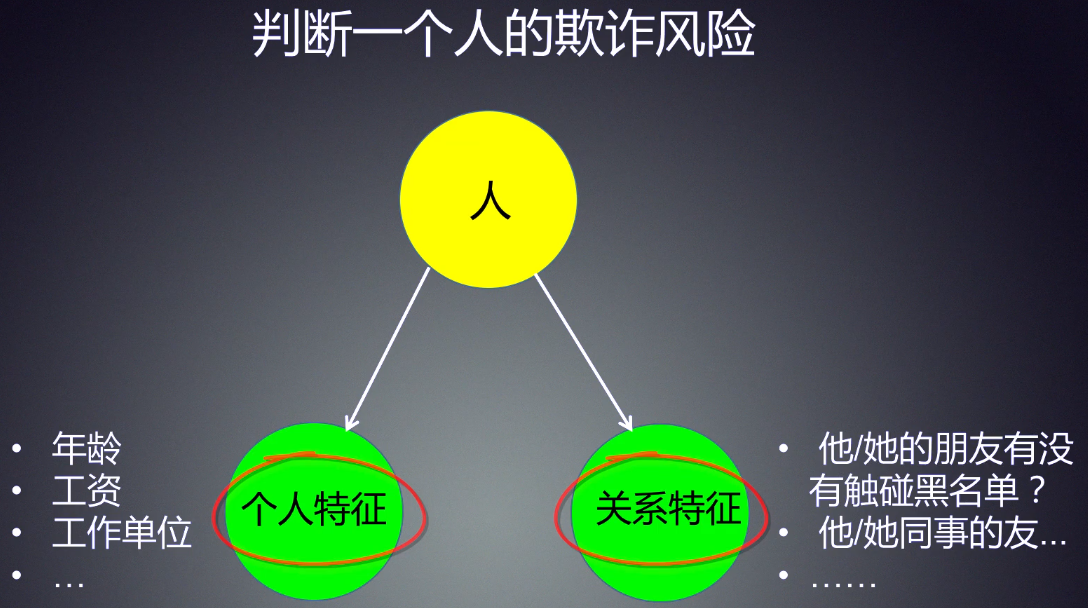 判断一个人的欺诈风险
人
• 年龄
• 工资
• 工作单位
• …
个人特征
关系特征
• 他/她的朋友有没
有触碰黑名单？
• 他/她同事的友…
• ……